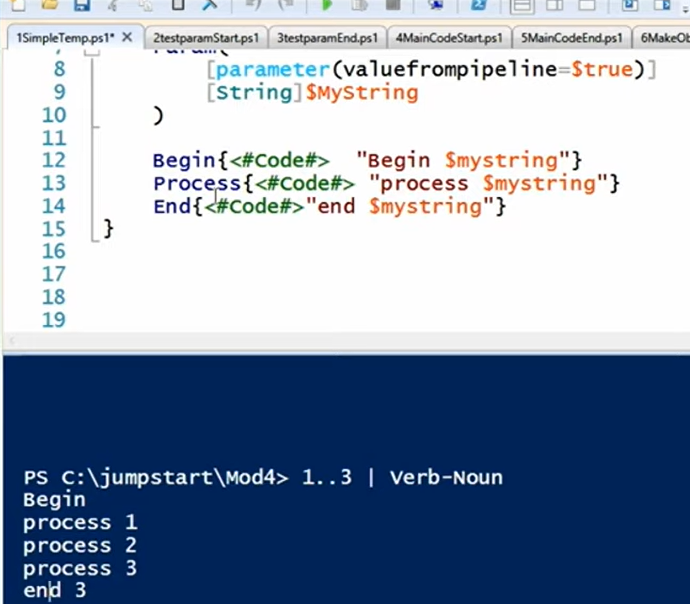 1SimpleTemp.ps1* X 2testparamStart.ps1 3testparamEnd.ps1 4MainCodeStart.ps1 5MainCodeEnd.ps1 6MakeOb
7 Param(
8 [parameter(valuefrompipeline=$true)]
9 [String]$MyString
10 )
11
12 Begin{<#Code#> "Begin $mystring"}
13 Process{<#Code#> "process $mystring"}
14 End{<#Code#>"end $mystring"}
15 }
16
17
18
19
PS C:\jumpstart\Mod4> 1..3 | Verb-Noun
Begin
process 1
process 2
process 3
end 3